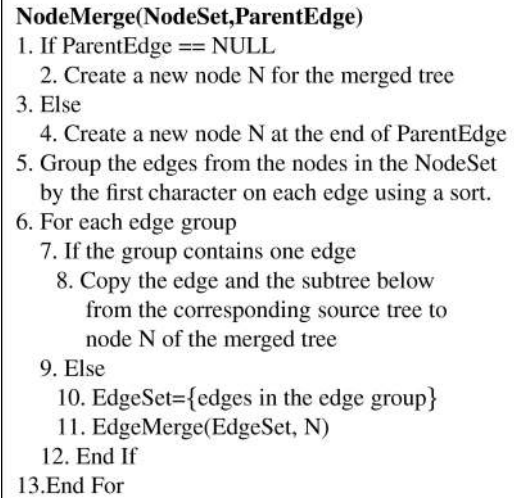 NodeMerge(NodeSet,ParentEdge)
1. If ParentEdge == NULL
2. Create a new node N for the merged tree
3. Else
4. Create a new node N at the end of ParentEdge
5. Group the edges from the nodes in the NodeSet
by the first character on each edge using a sort.
6. For each edge group
7. If the group contains one edge
8. Copy the edge and the subtree below
from the corresponding source tree to
node N of the merged tree
9. Else
10. EdgeSet={edges in the edge group}
11. EdgeMerge(EdgeSet, N)
12. End If
13.End For